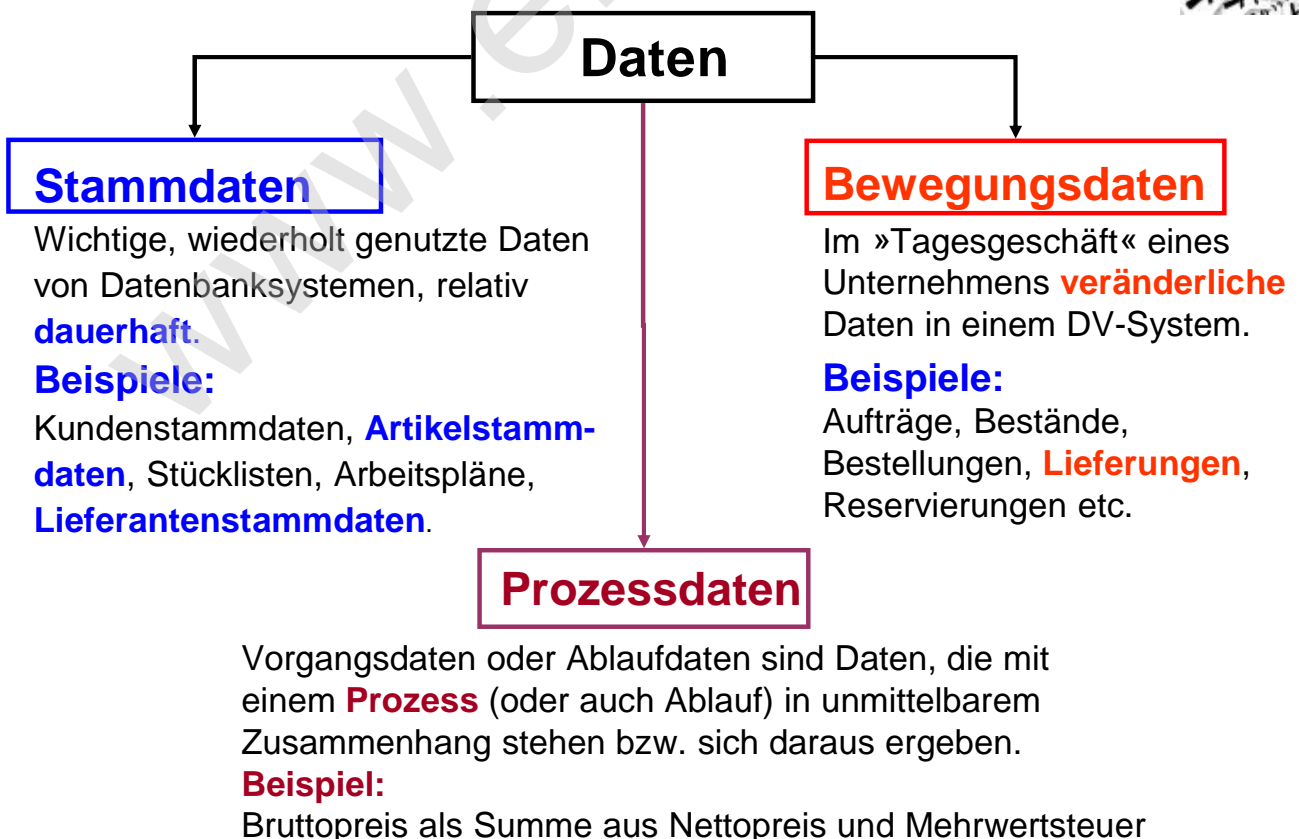 Daten
Stammdaten
Wichtige, wiederholt genutzte Daten
von Datenbanksystemen, relativ
dauerhaft.
Beispiele:
Kundenstammdaten, Artikelstamm-
daten, Stücklisten, Arbeitspläne,
Lieferantenstammdaten.
Bewegungsdaten
Im »Tagesgeschäft« eines
Unternehmens veränderliche
Daten in einem DV-System.
Beispiele:
Aufträge, Bestände,
Bestellungen, Lieferungen,
Reservierungen etc.
Prozessdaten
Vorgangsdaten oder Ablaufdaten sind Daten, die mit
einem Prozess (oder auch Ablauf) in unmittelbarem
Zusammenhang stehen bzw. sich daraus ergeben.
Beispiel:
Bruttopreis als Summe aus Nettopreis und Mehrwertsteuer
www.e